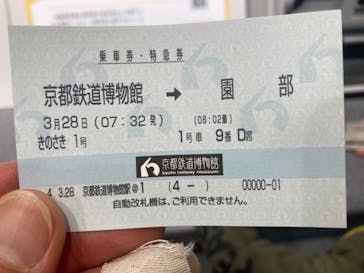 乗車券・特急券
京都鉄道博物館 → 園部
3月28日(07:32発) (08:02着)
きのさき 1号 1号車 9番 D席
京都鉄道博物館
kyoto railway museum
4.3.28 京都鉄道博物館駅@1 (4-) 00000-01
自動改札機は、ご利用できません。